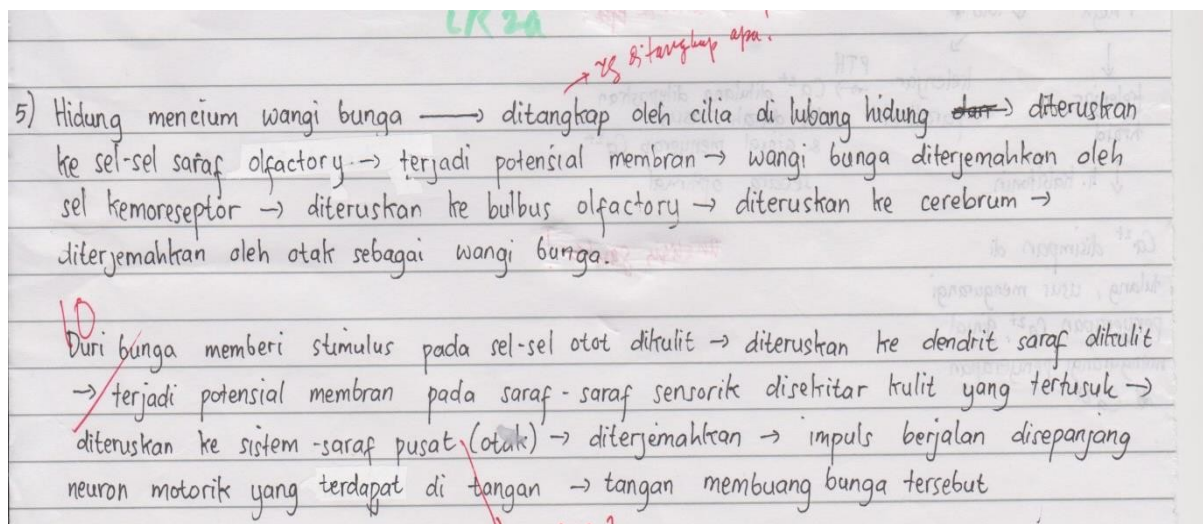 LK 2a
yg ditangkap apa?
5) Hidung mencium wangi bunga → ditangkap oleh cilia di lubang hidung → diteruskan
ke sel-sel saraf olfactory → terjadi potensial membran → wangi bunga diterjemahkan oleh
sel kemoreseptor → diteruskan ke bulbus olfactory → diteruskan ke cerebrum →
diterjemahkan oleh otak sebagai wangi bunga.
10
Duri bunga memberi stimulus pada sel-sel otot dikulit → diteruskan ke dendrit saraf dikulit
→ terjadi potensial membran pada saraf-saraf sensorik disekitar kulit yang tertusuk →
diteruskan ke sistem-saraf pusat (otak) → diterjemahkan → impuls berjalan disepanjang
neuron motorik yang terdapat di tangan → tangan membuang bunga tersebut